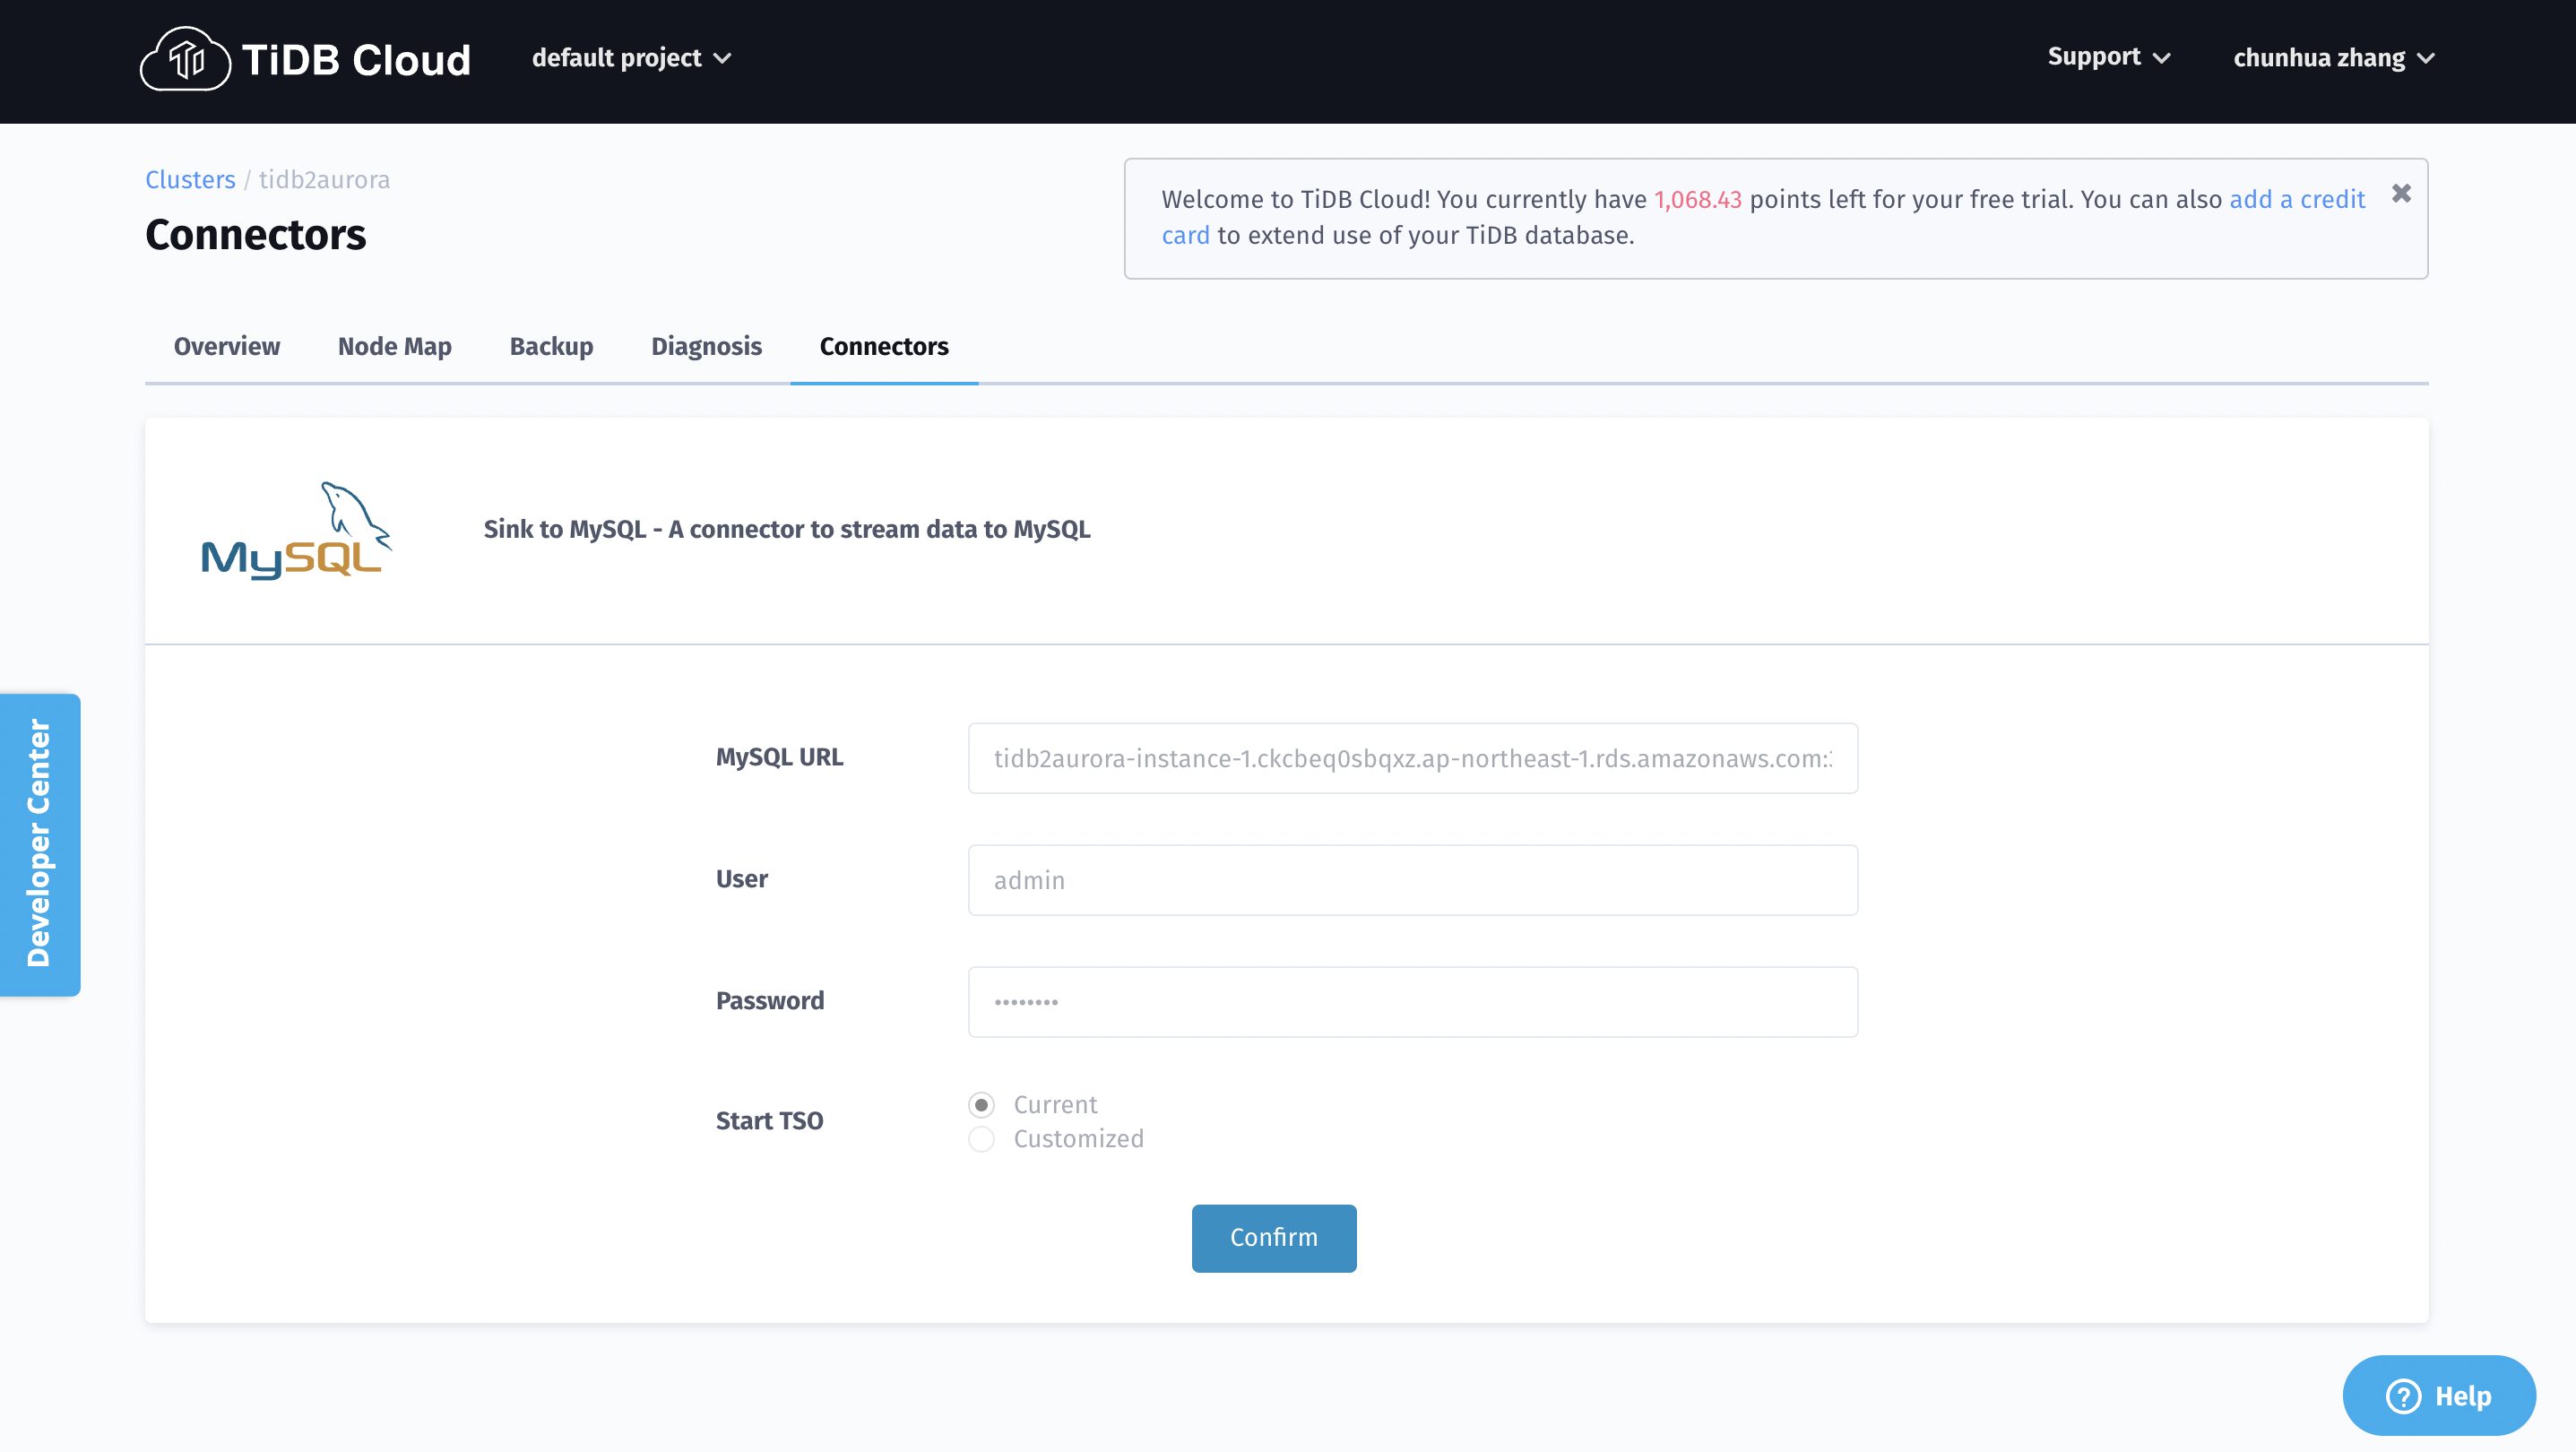 TiDB Cloud default project Support chunhua zhang
Clusters / tidb2aurora
Connectors
Welcome to TiDB Cloud! You currently have 1,068.43 points left for your free trial. You can also add a credit
card to extend use of your TiDB database.
Overview Node Map Backup Diagnosis Connectors
MySQL
Sink to MySQL - A connector to stream data to MySQL
Developer Center
MySQL URL tidb2aurora-instance-1.ckcbeq0sbqxz.ap-northeast-1.rds.amazonaws.com:
User admin
Password ••••••••
Start TSO
Current
Customized
Confirm
? Help